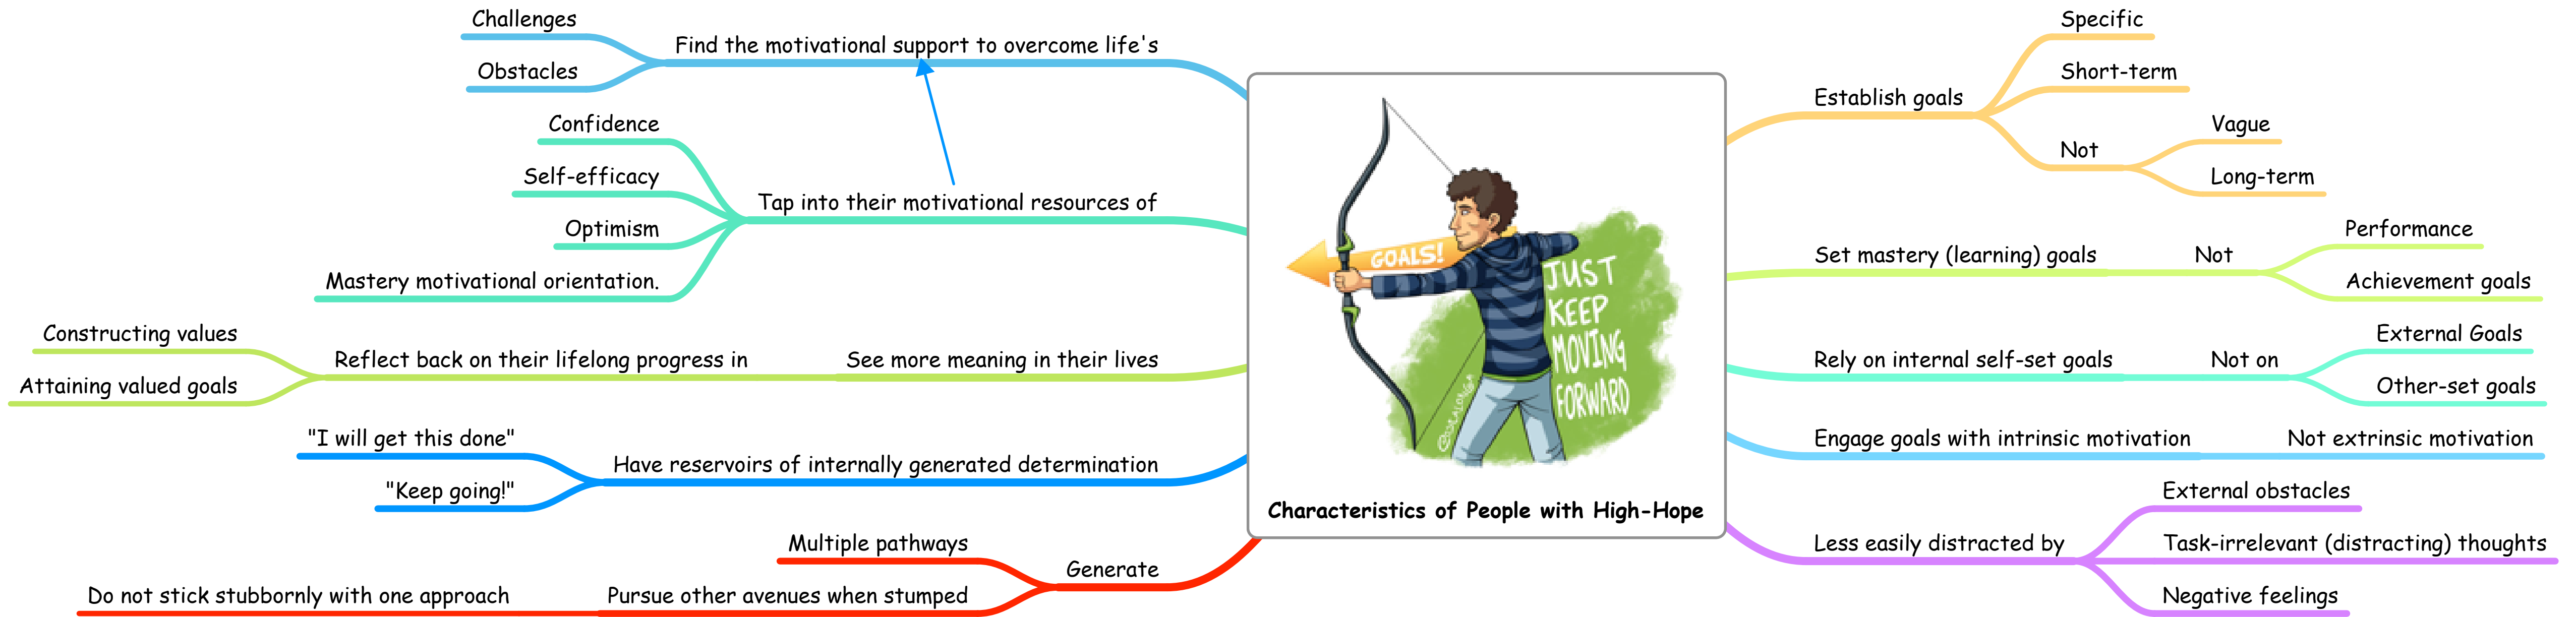 Challenges
Obstacles
Find the motivational support to overcome life's
Confidence
Self-efficacy
Optimism
Mastery motivational orientation.
Tap into their motivational resources of
Constructing values
Attaining valued goals
Reflect back on their lifelong progress in
See more meaning in their lives
"I will get this done"
"Keep going!"
Have reservoirs of internally generated determination
Multiple pathways
Do not stick stubbornly with one approach
Pursue other avenues when stumped
Generate
GOALS!
JUST
KEEP
MOVING
FORWARD
Characteristics of People with High-Hope
Establish goals
Specific
Short-term
Not
Vague
Long-term
Set mastery (learning) goals
Not
Performance
Achievement goals
Rely on internal self-set goals
Not on
External Goals
Other-set goals
Engage goals with intrinsic motivation
Not extrinsic motivation
Less easily distracted by
External obstacles
Task-irrelevant (distracting) thoughts
Negative feelings